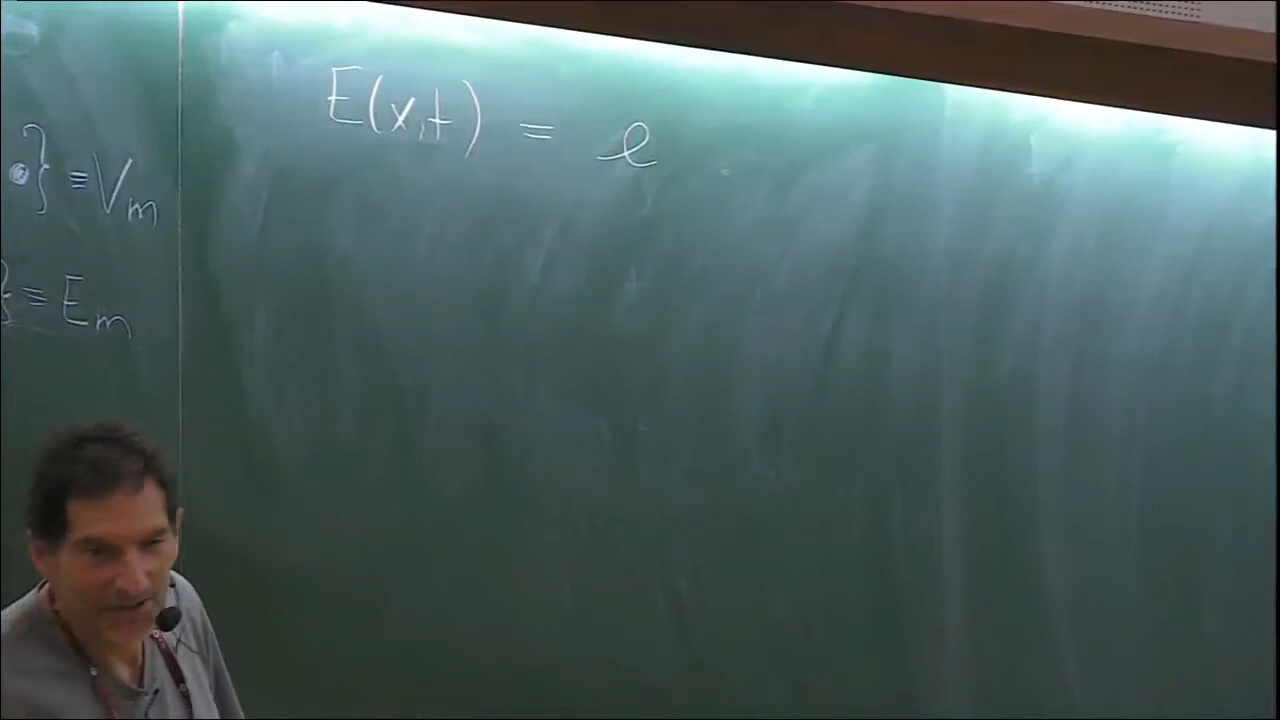 E(x,t) = e
}≡ V_m
}≡ E_m